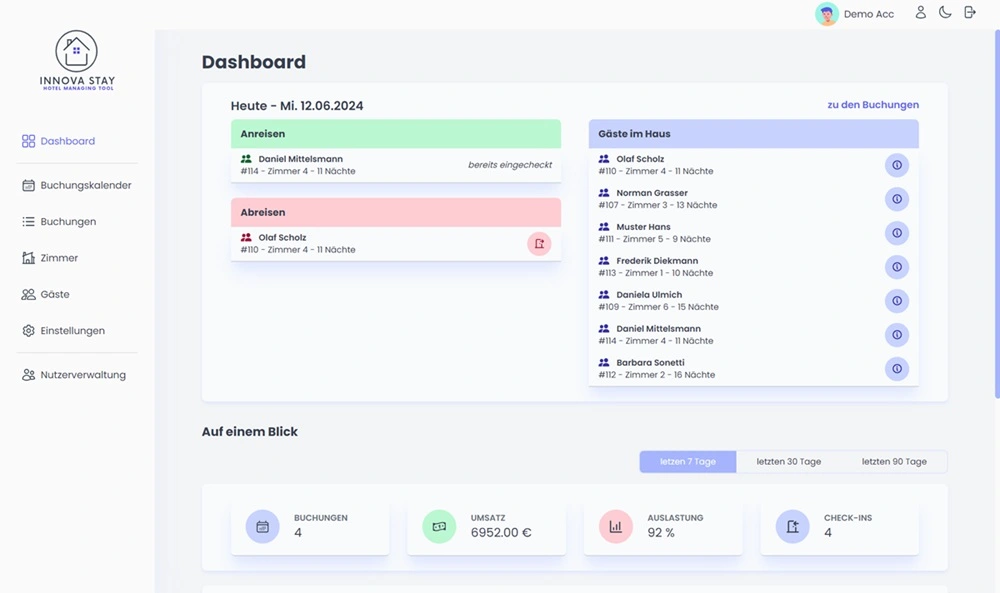 Demo Acc
INNOVA STAY
HOTEL MANAGING TOOL
Dashboard
Buchungskalender
Buchungen
Zimmer
Gäste
Einstellungen
Nutzerverwaltung
Dashboard
Heute - Mi. 12.06.2024
zu den Buchungen
Anreisen
Daniel Mittelsmann
#114 - Zimmer 4 - 11 Nächte
bereits eingecheckt
Abreisen
Olaf Scholz
#110 - Zimmer 4 - 11 Nächte
Gäste im Haus
Olaf Scholz
#110 - Zimmer 4 - 11 Nächte
Norman Grasser
#107 - Zimmer 3 - 13 Nächte
Muster Hans
#111 - Zimmer 5 - 9 Nächte
Frederik Diekmann
#113 - Zimmer 1 - 10 Nächte
Daniela Ulmich
#109 - Zimmer 6 - 15 Nächte
Daniel Mittelsmann
#114 - Zimmer 4 - 11 Nächte
Barbara Sonetti
#112 - Zimmer 2 - 16 Nächte
Auf einem Blick
letzen 7 Tage
letzten 30 Tage
letzten 90 Tage
BUCHUNGEN
4
UMSATZ
6952.00 €
AUSLASTUNG
92 %
CHECK-INS
4